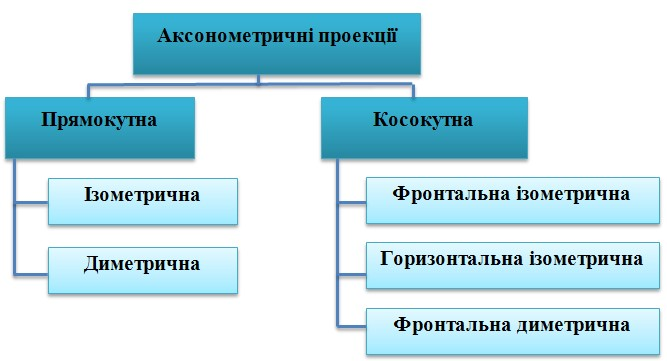 Аксонометричні проекції
Прямокутна
Косокутна
Ізометрична
Диметрична
Фронтальна ізометрична
Горизонтальна ізометрична
Фронтальна диметрична